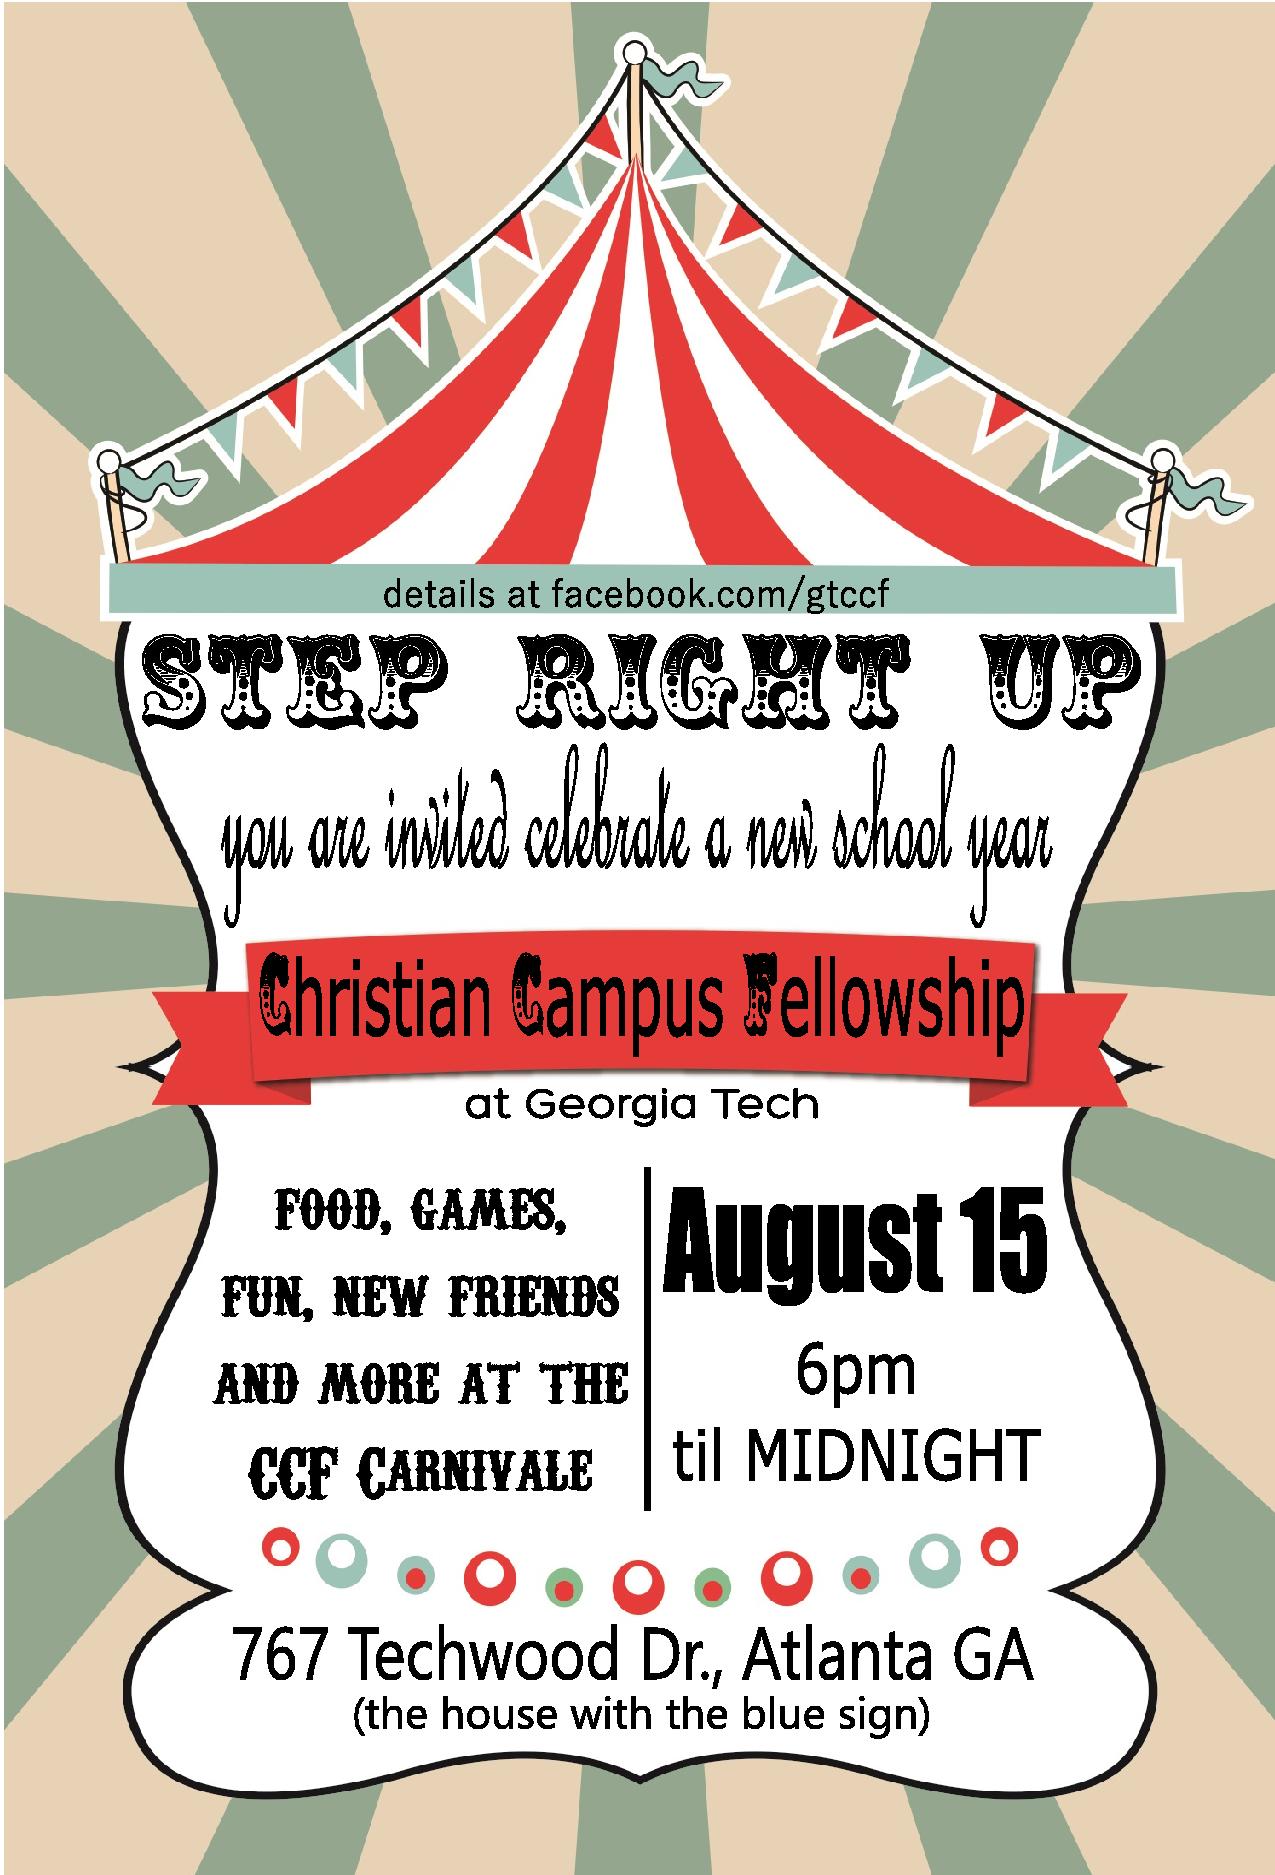 details at facebook.com/gtccf
STEP RIGHT UP
you are invited celebrate a new school year
Christian Campus Fellowship
at Georgia Tech
FOOD, GAMES,
FUN, NEW FRIENDS
AND MORE AT THE
CCF CARNIVALE
August 15
6pm
til MIDNIGHT
767 Techwood Dr., Atlanta GA
(the house with the blue sign)